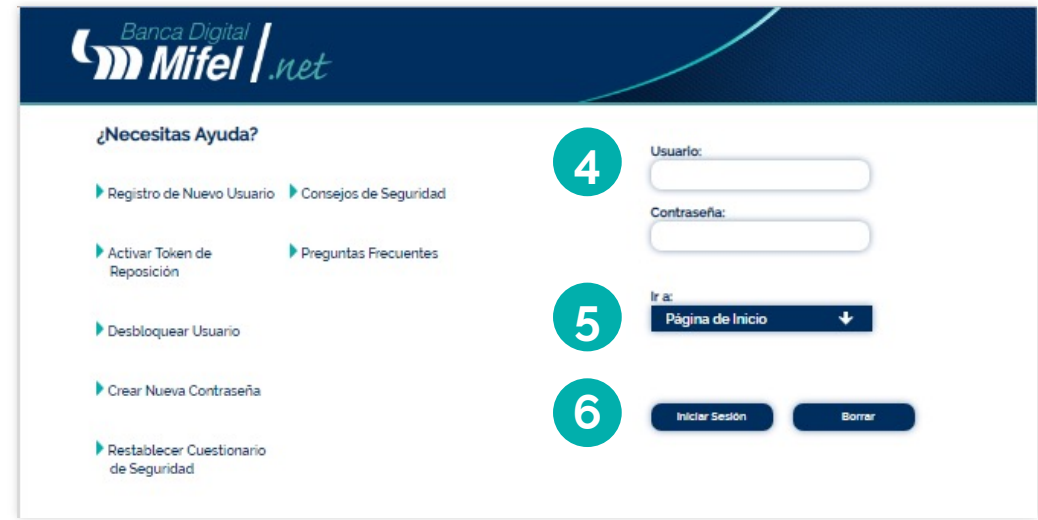 Banca Digital
Mifel .net
¿Necesitas Ayuda?
Registro de Nuevo Usuario
Consejos de Seguridad
Activar Token de
Reposición
Preguntas Frecuentes
Desbloquear Usuario
Crear Nueva Contraseña
Restablecer Cuestionario
de Seguridad
4
Usuario:
Contraseña:
5
Ir a:
Página de Inicio
6
Iniciar Sesión
Borrar